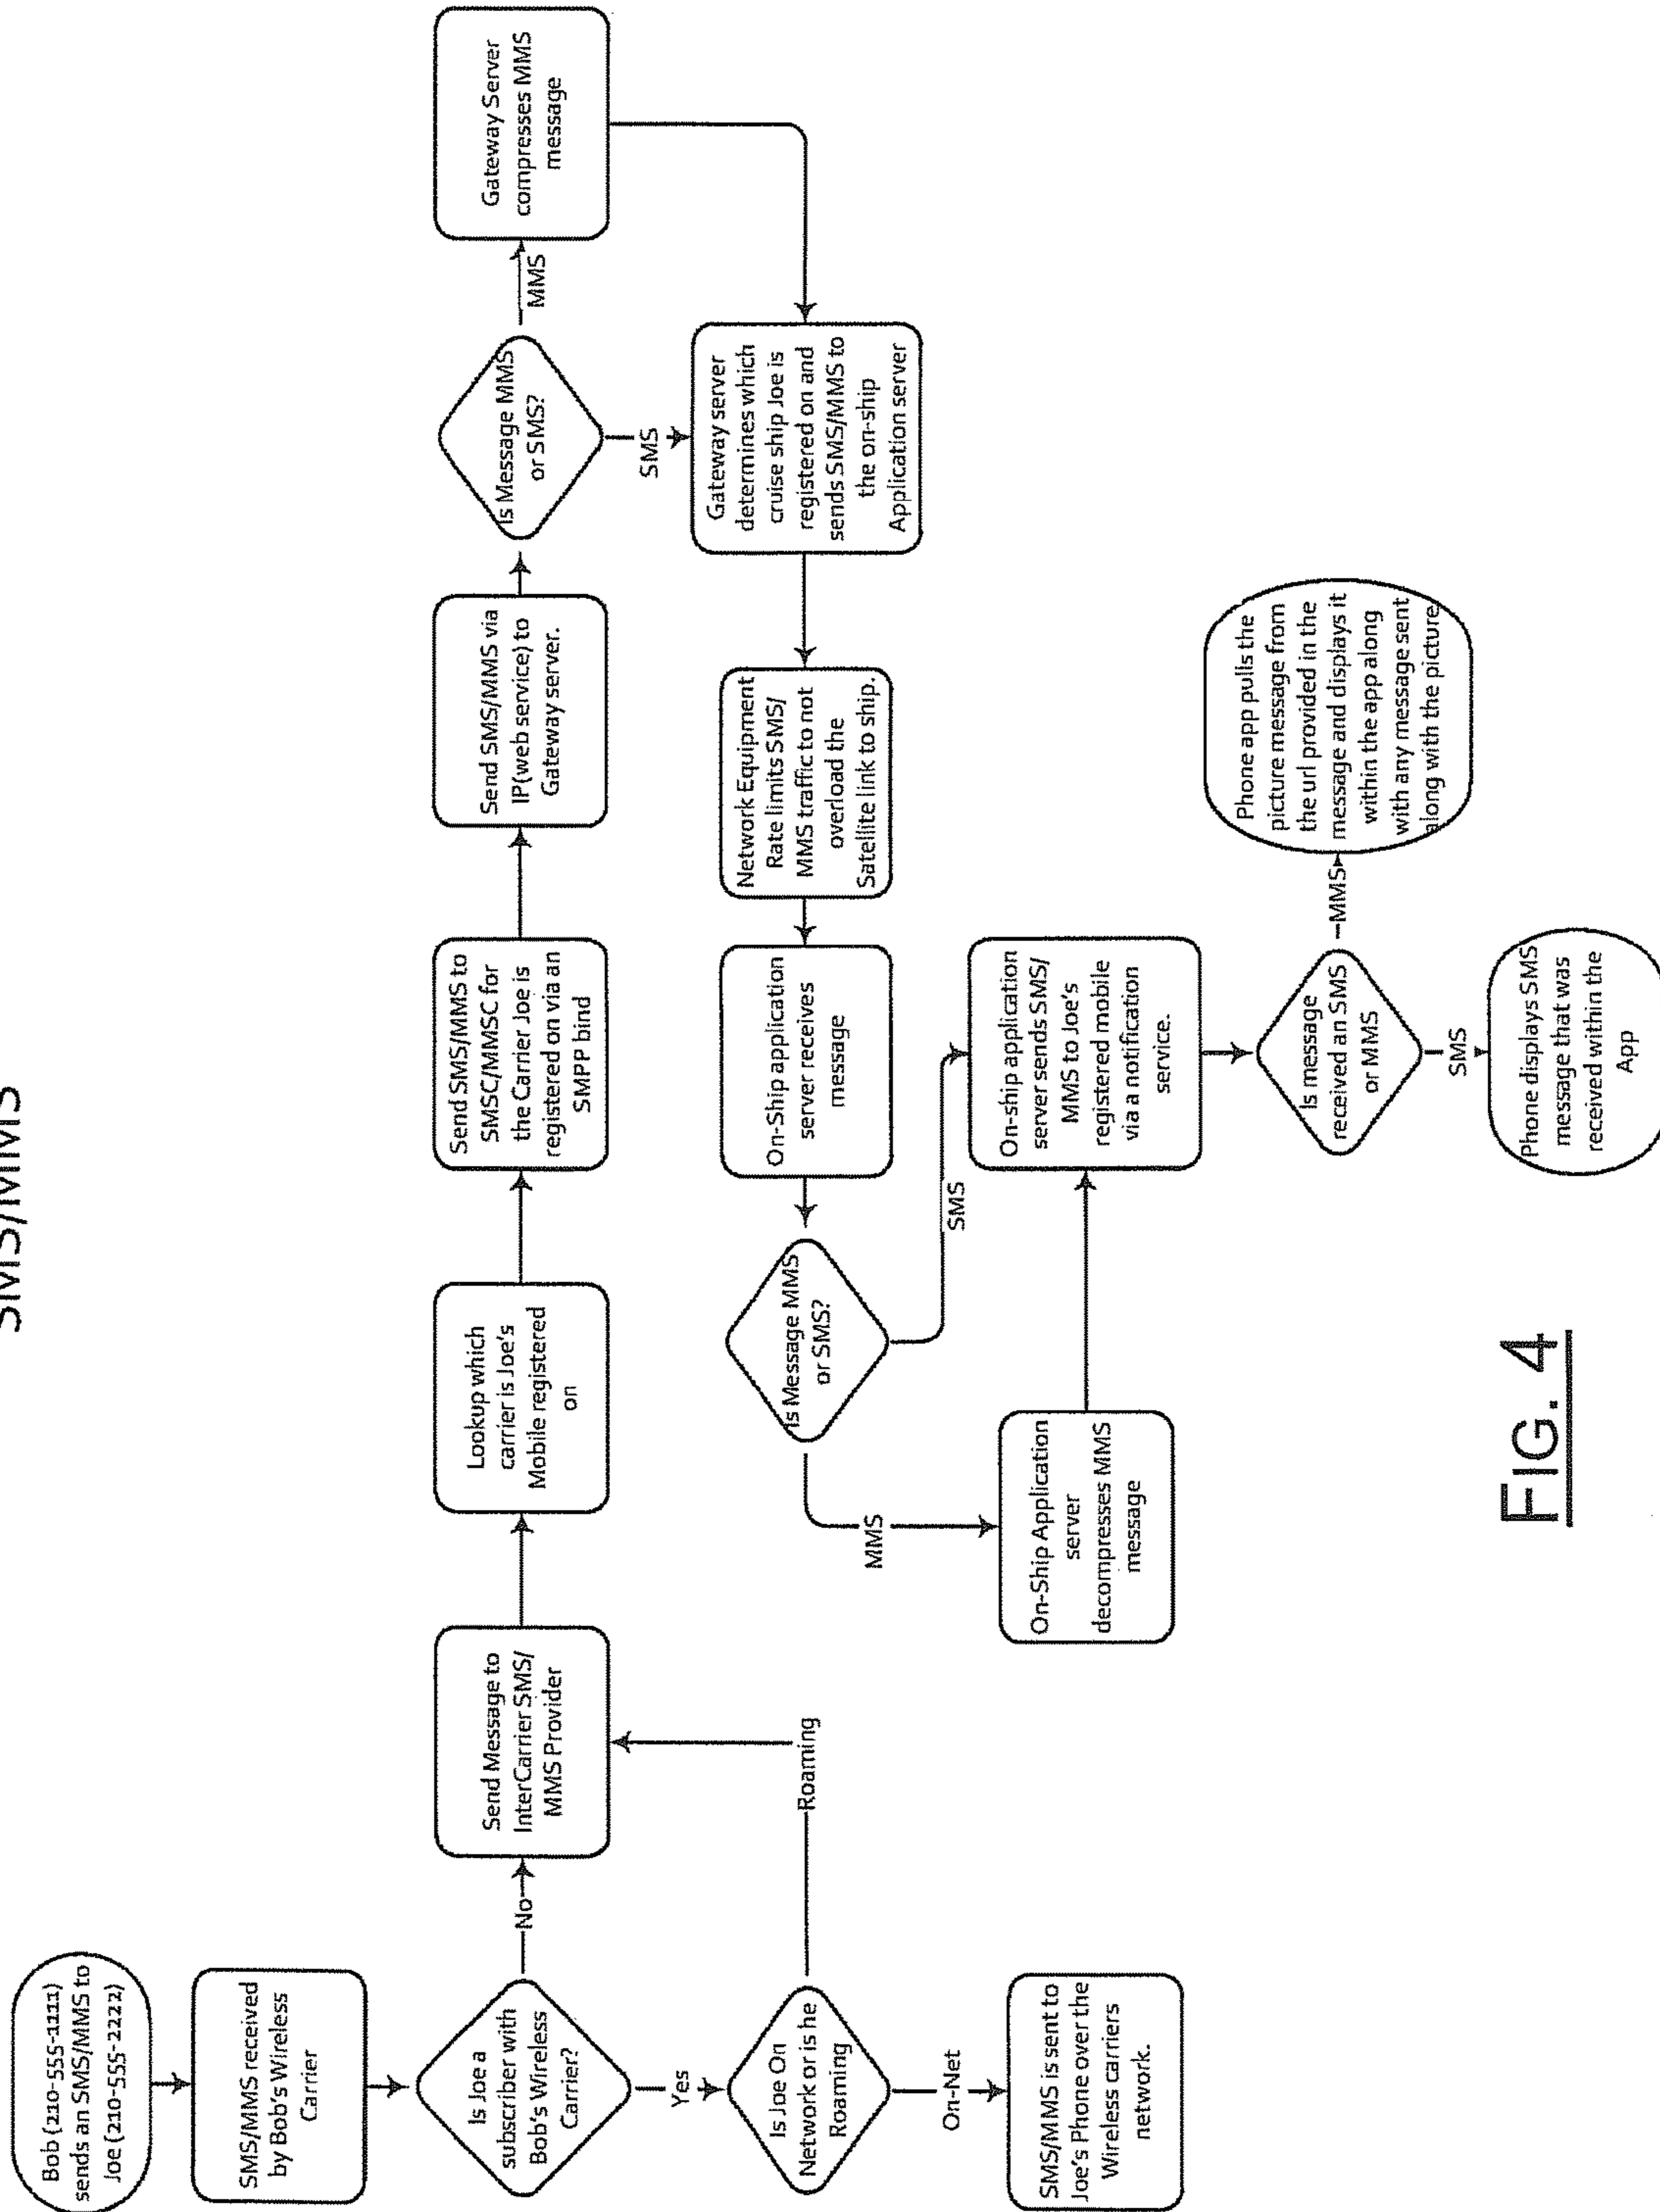 SMS/MMS
Bob (210-555-1111)
sends an SMS/MMS to
Joe (210-555-2222)
SMS/MMS received
by Bob's Wireless
Carrier
Is Joe a
subscriber with
Bob's Wireless
Carrier?
No
Yes
Is Joe On
Network or is he
Roaming
Roaming
On-Net
SMS/MMS is sent to
Joe's Phone over the
Wireless carriers
network.
Send Message to
InterCarrier SMS/
MMS Provider
Lookup which
carrier is Joe's
Mobile registered
on
Send SMS/MMS to
SMSC/MMSC for
the Carrier Joe is
registered on via an
SMPP bind
Send SMS/MMS via
IP(web service) to
Gateway server.
Is Message MMS
or SMS?
MMS
SMS
Gateway Server
compresses MMS
message
Gateway server
determines which
cruise ship Joe is
registered on and
sends SMS/MMS to
the on-ship
Application server
Network Equipment
Rate limits SMS/
MMS traffic to not
overload the
Satellite link to ship.
On-Ship application
server receives
message
Is Message MMS
or SMS?
MMS
SMS
On-Ship Application
server
decompresses MMS
message
On-ship application
server sends SMS/
MMS to Joe's
registered mobile
via a notification
service.
Is message
received an SMS
or MMS
MMS
SMS
Phone app pulls the
picture message from
the url provided in the
message and displays it
within the app along
with any message sent
along with the picture
Phone displays SMS
message that was
received within the
App
FIG. 4